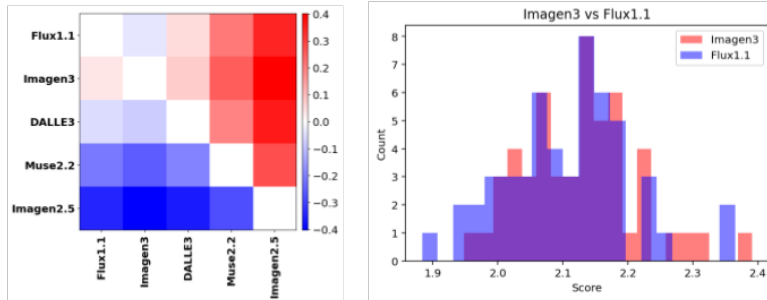 Flux1.1
Imagen3
DALLE3
Muse2.2
Imagen2.5
Flux1.1
Imagen3
DALLE3
Muse2.2
Imagen2.5
0.4
0.3
0.2
0.1
0.0
−0.1
−0.2
−0.3
−0.4
Imagen3 vs Flux1.1
Imagen3
Flux1.1
Count
8
7
6
5
4
3
2
1
0
1.9
2.0
2.1
2.2
2.3
2.4
Score